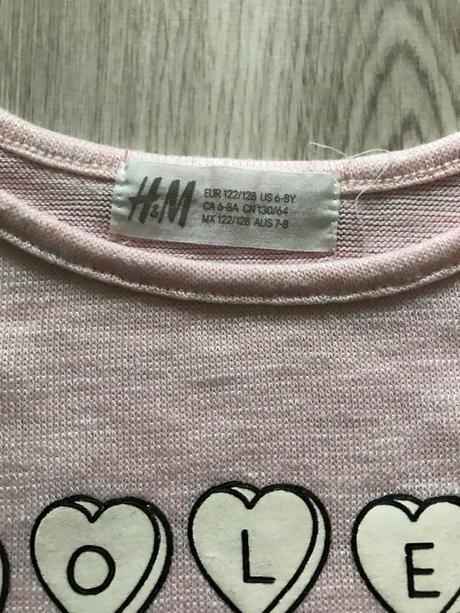 H&M
EUR 122/128 US 6-8Y
CA 6-8A CN 130/64
MX 122/128 AUS 7-8
O L E